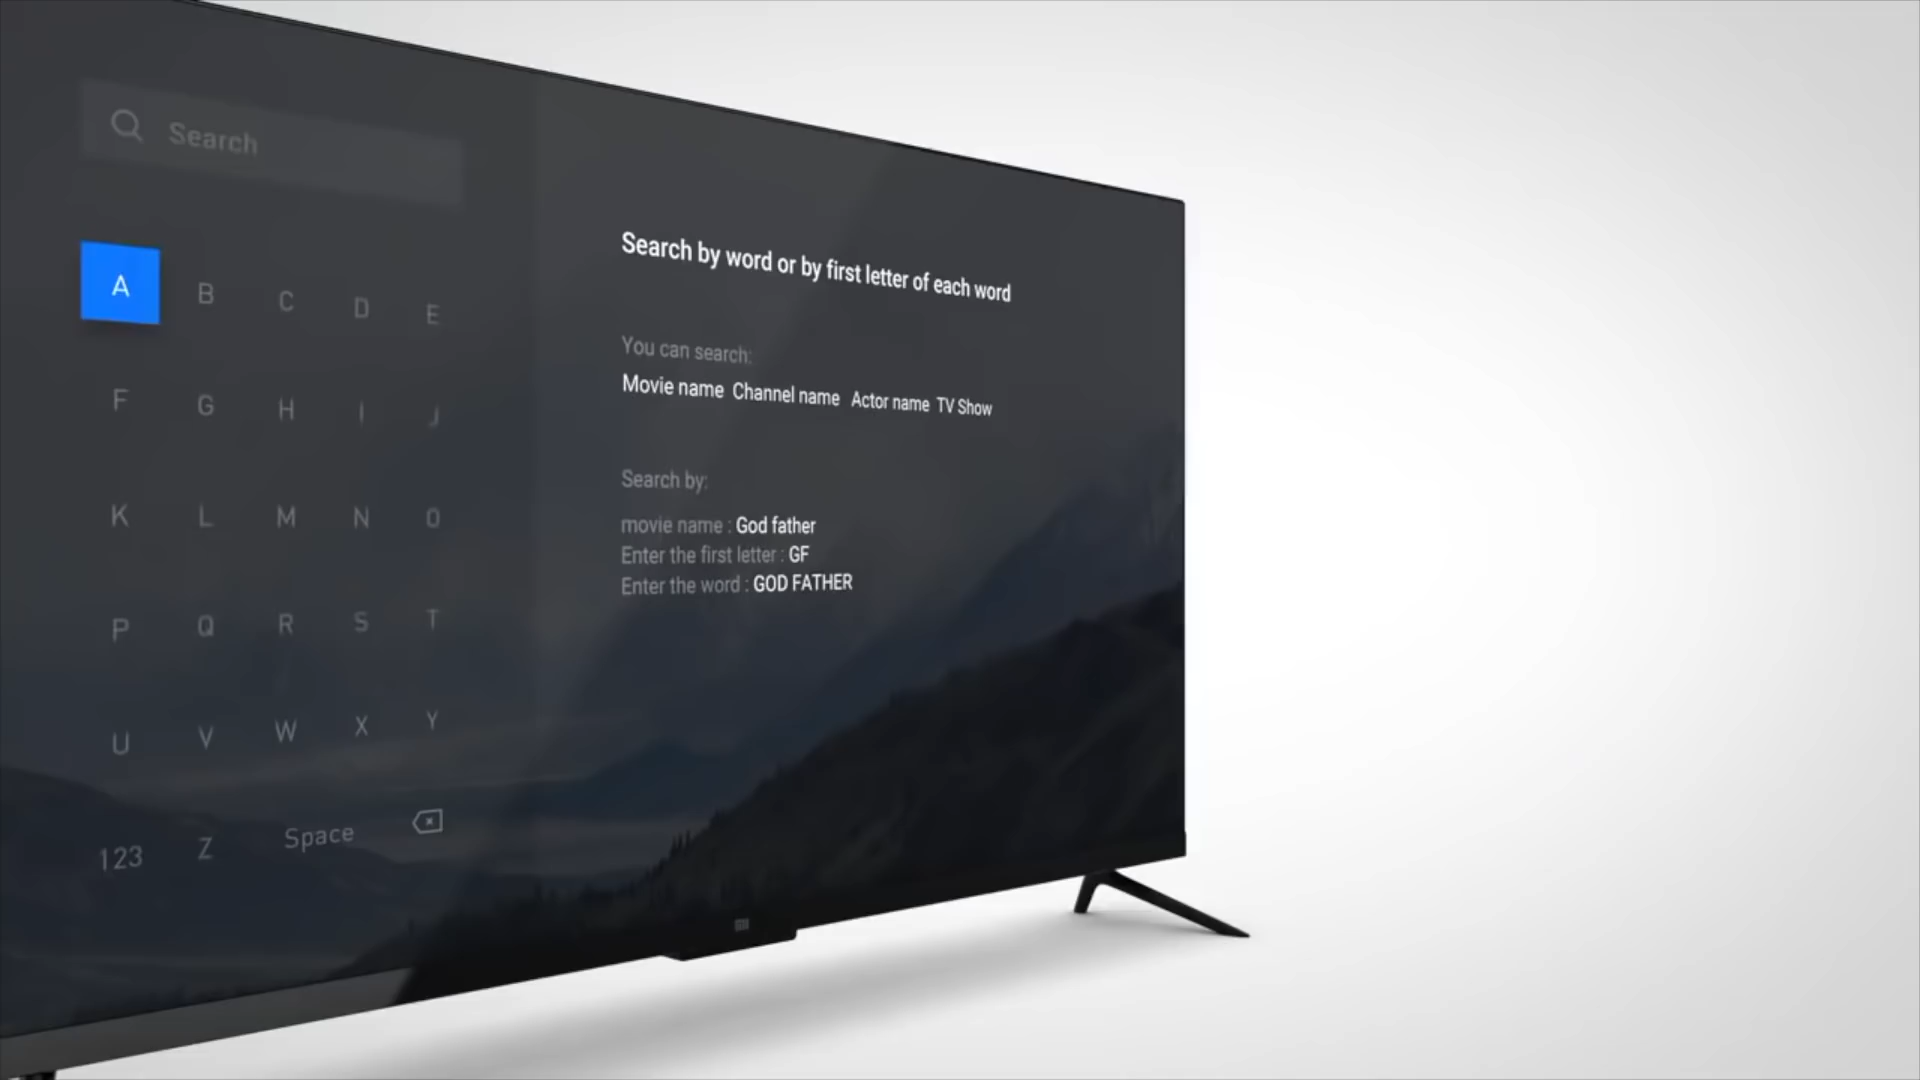 Search
A B C D E
F G H I J
K L M N O
P Q R S T
U V W X Y
123 Z Space
Search by word or by first letter of each word
You can search:
Movie name Channel name Actor name TV Show
Search by:
movie name : God father
Enter the first letter : GF
Enter the word : GOD FATHER
mi